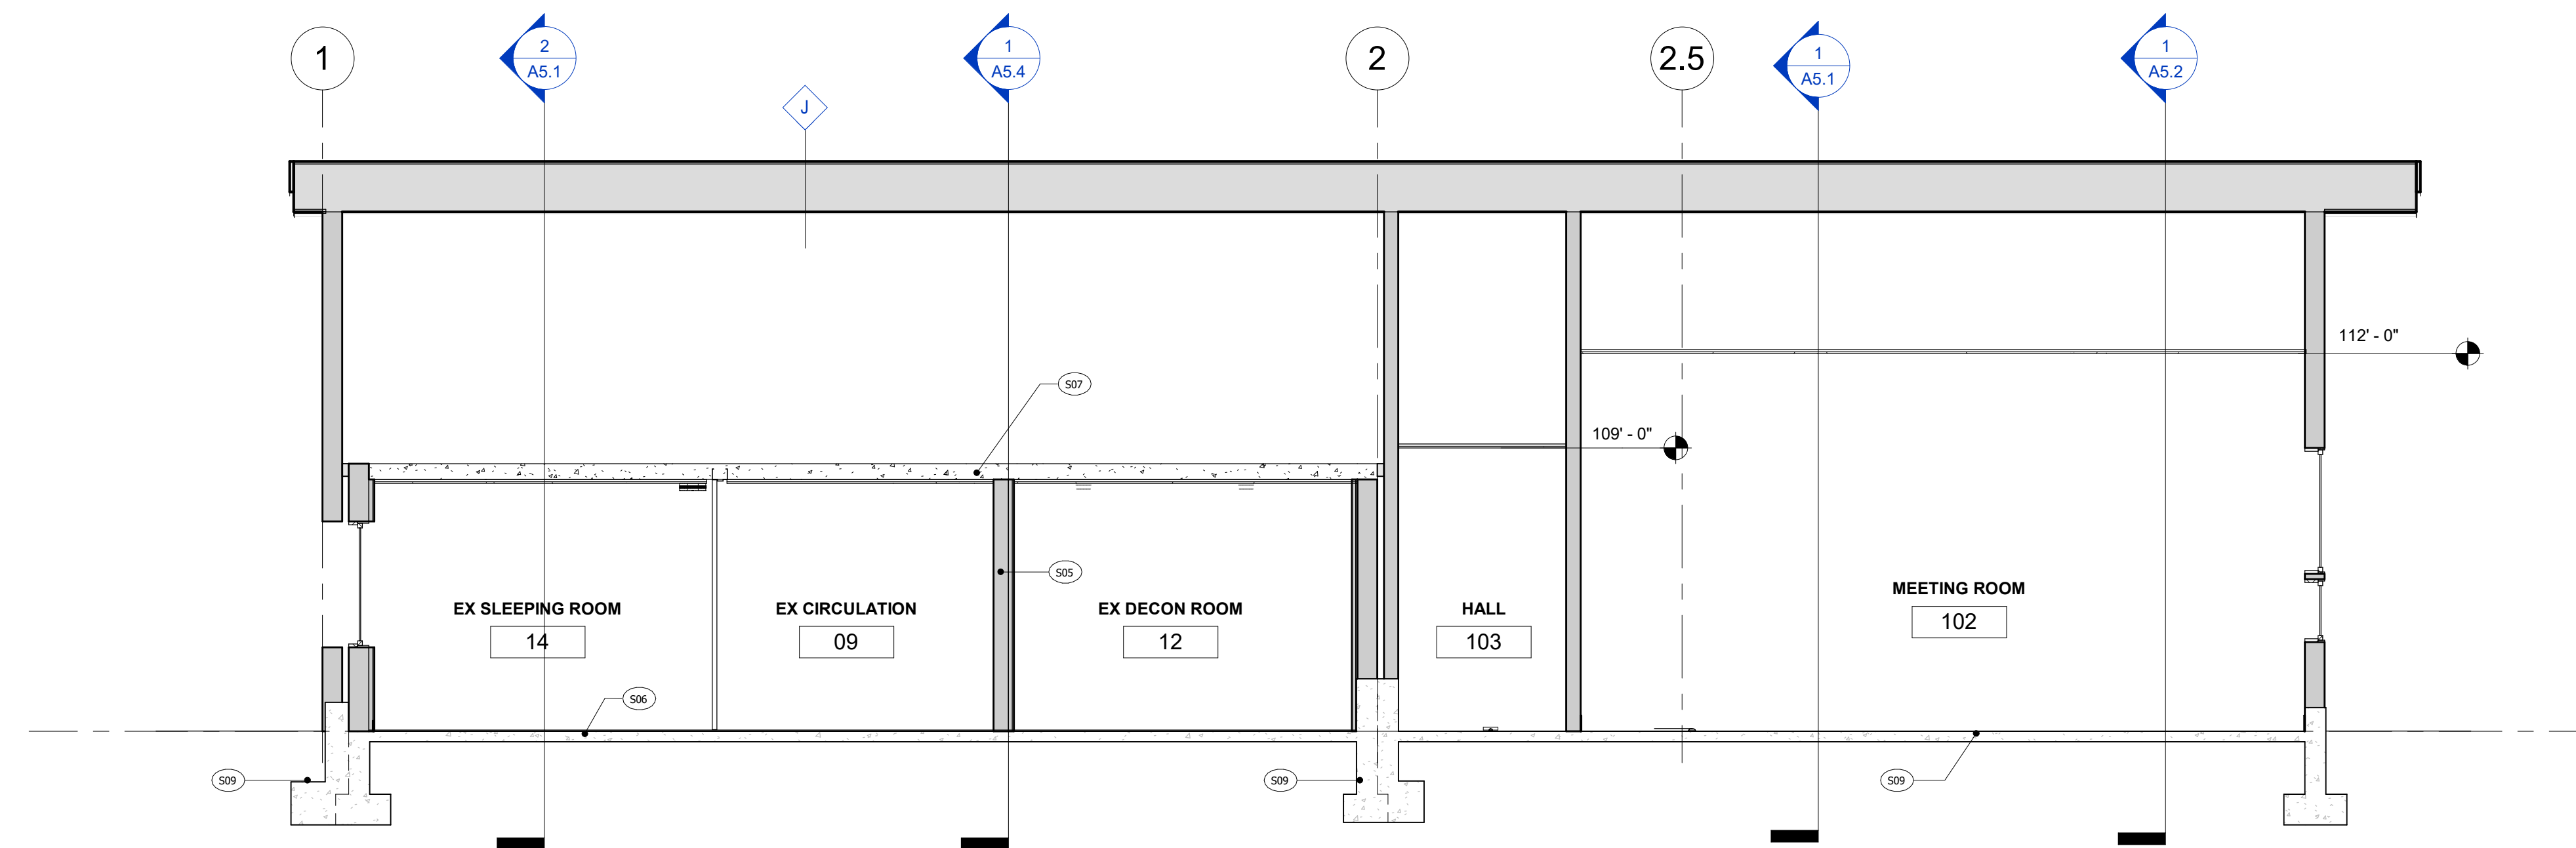 1
2
A5.1
1
A5.4
2
2.5
1
A5.1
1
A5.2
J
112' - 0"
S07
109' - 0"
S05
EX SLEEPING ROOM
14
EX CIRCULATION
09
EX DECON ROOM
12
HALL
103
MEETING ROOM
102
S06
S09
S09
S09